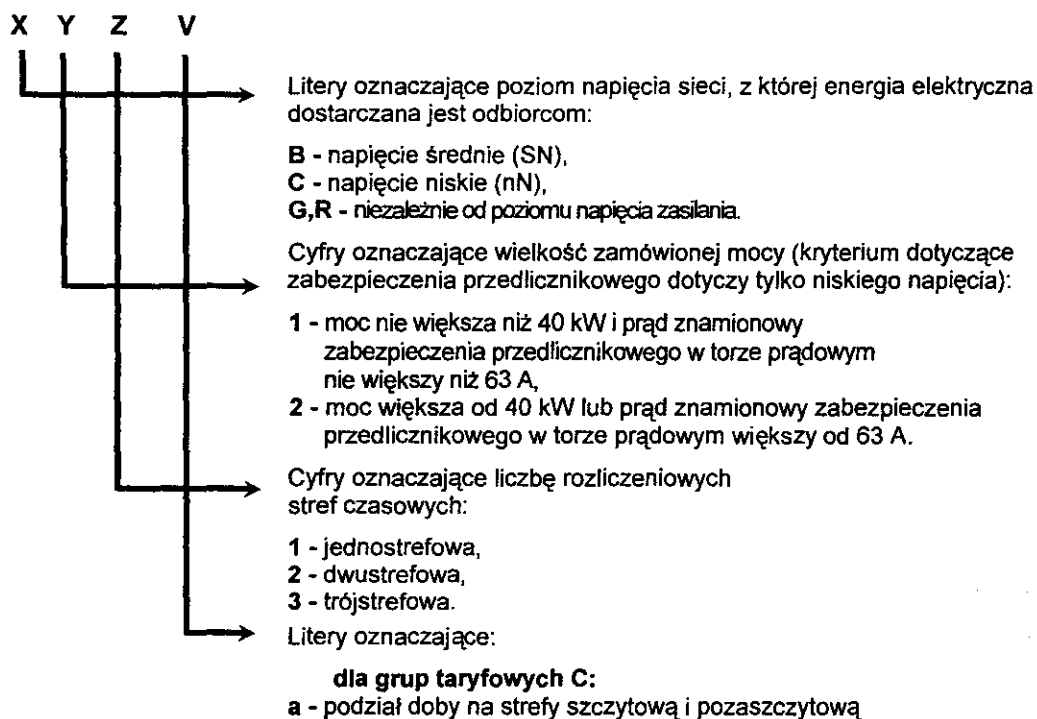 X Y Z V
Litery oznaczające poziom napięcia sieci, z której energia elektryczna
dostarczana jest odbiorcom:
B - napięcie średnie (SN),
C - napięcie niskie (nN),
G,R - niezależnie od poziomu napięcia zasilania.
Cyfry oznaczające wielkość zamówionej mocy (kryterium dotyczące
zabezpieczenia przedlicznikowego dotyczy tylko niskiego napięcia):
1 - moc nie większa niż 40 kW i prąd znamionowy
zabezpieczenia przedlicznikowego w torze prądowym
nie większy niż 63 A,
2 - moc większa od 40 kW lub prąd znamionowy zabezpieczenia
przedlicznikowego w torze prądowym większy od 63 A.
Cyfry oznaczające liczbę rozliczeniowych
stref czasowych:
1 - jednostrefowa,
2 - dwustrefowa,
3 - trójstrefowa.
Litery oznaczające:
dla grup taryfowych C:
a - podział doby na strefy szczytową i pozaszczytową